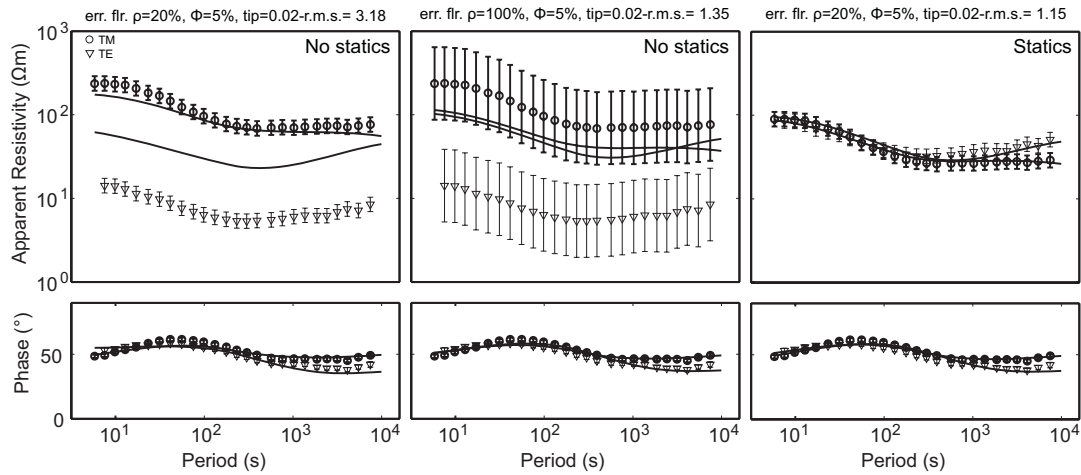 err. flr. ρ=20%, Φ=5%, tip=0.02-r.m.s.= 3.18
err. flr. ρ=100%, Φ=5%, tip=0.02-r.m.s.= 1.35
err. flr. ρ=20%, Φ=5%, tip=0.02-r.m.s.= 1.15
10³
10²
10¹
10⁰
Apparent Resistivity (Ωm)
TM
TE
No statics
No statics
Statics
50
0
Phase (°)
10¹ 10² 10³ 10⁴
10¹ 10² 10³ 10⁴
10¹ 10² 10³ 10⁴
Period (s)
Period (s)
Period (s)